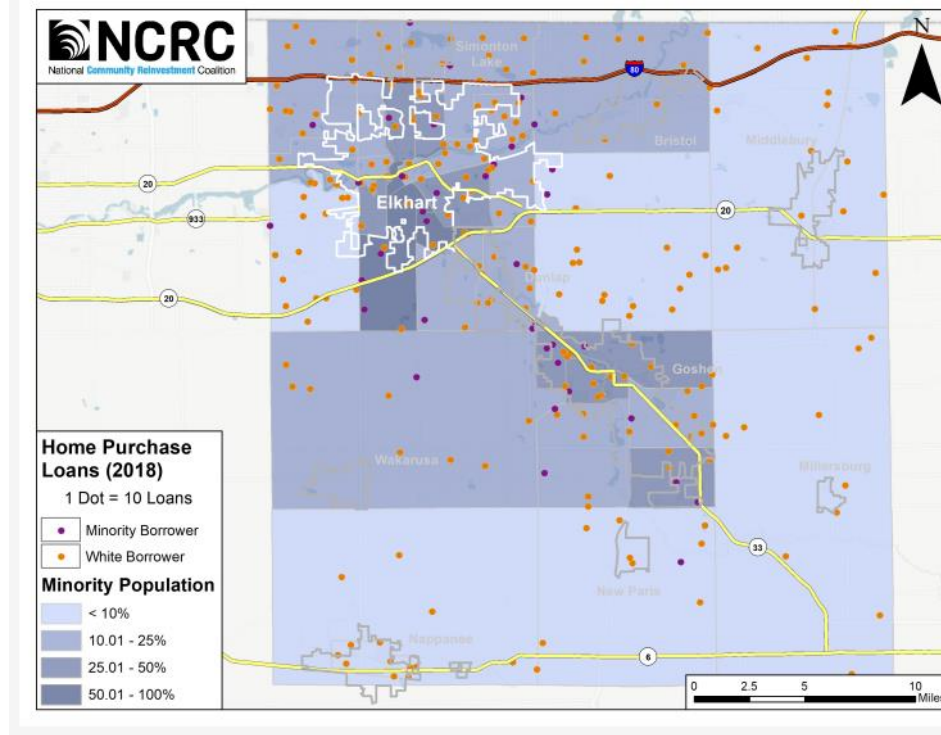 NCRC
National Community Reinvestment Coalition
N
Simonton
Lake
80
Bristol
Middlebury
20
Elkhart
933
20
20
Dunlap
Goshen
Wakarusa
Millersburg
33
New Paris
Nappanee
6
Home Purchase
Loans (2018)
1 Dot = 10 Loans
Minority Borrower
White Borrower
Minority Population
< 10%
10.01 - 25%
25.01 - 50%
50.01 - 100%
0 2.5 5 10
Miles